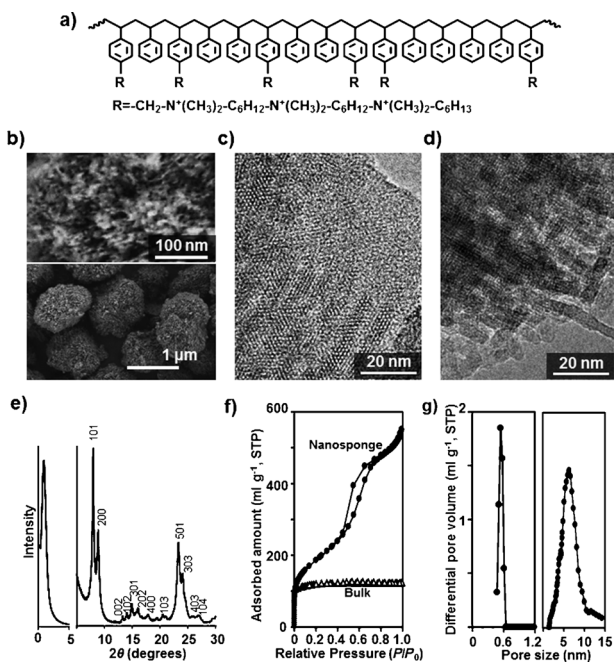 a)
R R R R R R
R=-CH₂-N⁺(CH₃)₂-C₆H₁₂-N⁺(CH₃)₂-C₆H₁₂-N⁺(CH₃)₂-C₆H₁₃
b)
100 nm
1 µm
c)
20 nm
d)
20 nm
e)
Intensity
101
200
002
102
301
202
400
103
501
303
403
104
0 5 5 10 15 20 25 30
2θ (degrees)
f)
Adsorbed amount (ml g⁻¹, STP)
600
400
200
0
Nanosponge
Bulk
0 0.2 0.4 0.6 0.8 1.0
Relative Pressure (P/P₀)
g)
Differential pore volume (ml g⁻¹, STP)
2
1
0
0 0.6 1.2 5 10 15
Pore size (nm)